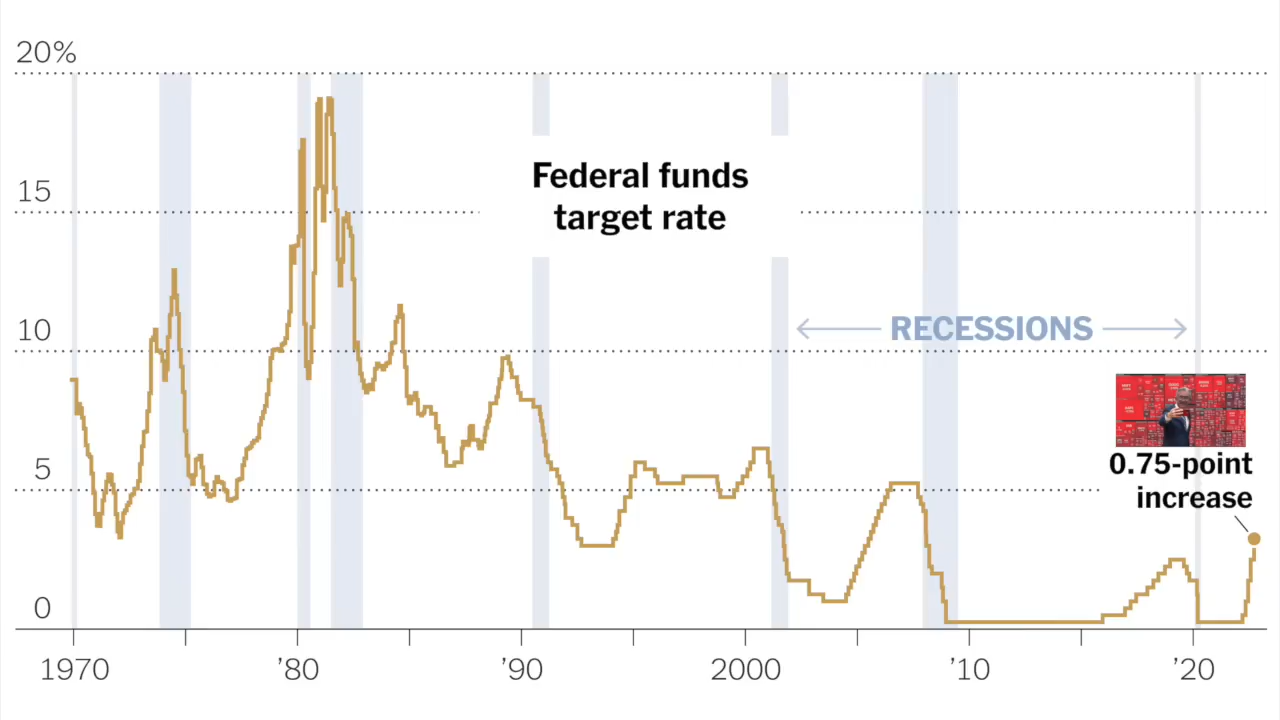 20%
Federal funds
target rate
15
RECESSIONS
10
0.75-point
increase
5
0
1970
’80
’90
2000
’10
’20